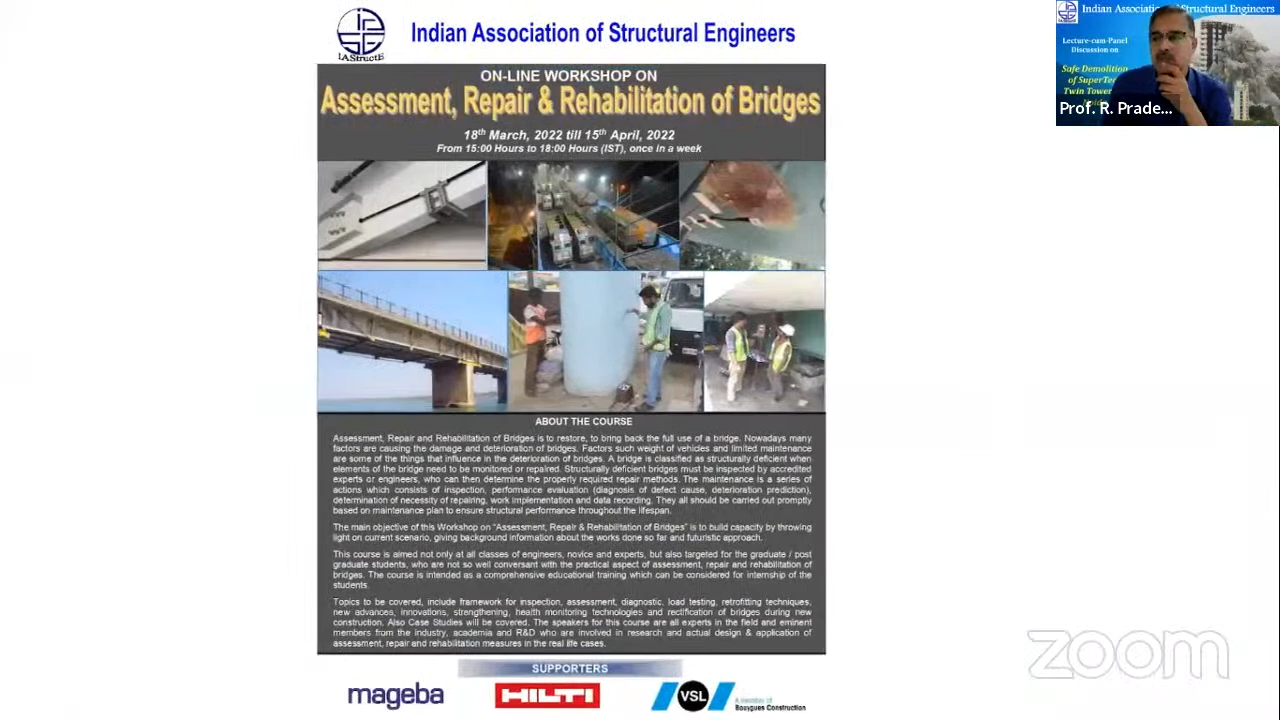 IAStructE
Indian Association of Structural Engineers
ON-LINE WORKSHOP ON
Assessment, Repair & Rehabilitation of Bridges
18th March, 2022 till 15th April, 2022
From 15:00 Hours to 18:00 Hours (IST), once in a week
ABOUT THE COURSE
Assessment, Repair and Rehabilitation of Bridges is to restore, to bring back the full use of a bridge. Nowadays many
factors are causing the damage and deterioration of bridges. Factors such weight of vehicles and limited maintenance
are some of the things that influence in the deterioration of bridges. A bridge is classified as structurally deficient when
elements of the bridge need to be monitored or repaired. Structurally deficient bridges must be inspected by accredited
experts or engineers, who can then determine the properly required repair methods. The maintenance is a series of
actions which consists of inspection, performance evaluation (diagnosis of defect cause, deterioration prediction),
determination of necessity of repairing, work implementation and data recording. They all should be carried out promptly
based on maintenance plan to ensure structural performance throughout the lifespan.
The main objective of this Workshop on “Assessment, Repair & Rehabilitation of Bridges” is to build capacity by throwing
light on current scenario, giving background information about the works done so far and futuristic approach.
This course is aimed not only at all classes of engineers, novice and experts, but also targeted for the graduate / post
graduate students, who are not so well conversant with the practical aspect of assessment, repair and rehabilitation of
bridges. The course is intended as a comprehensive educational training which can be considered for internship of the
students.
Topics to be covered, include framework for inspection, assessment, diagnostic, load testing, retrofitting techniques,
new advances, innovations, strengthening, health monitoring technologies and rectification of bridges during new
construction. Also Case Studies will be covered. The speakers for this course are all experts in the field and eminent
members from the industry, academia and R&D who are involved in research and actual design & application of
assessment, repair and rehabilitation measures in the real life cases.
SUPPORTERS
mageba
HILTI
VSL
A member of
Bouygues Construction
Indian Associat Structural Engineers
Lecture-cum-Panel
Discussion on
Safe Demolition
of SuperTec
Twin Tower
Prof. R. Prade...
zoom